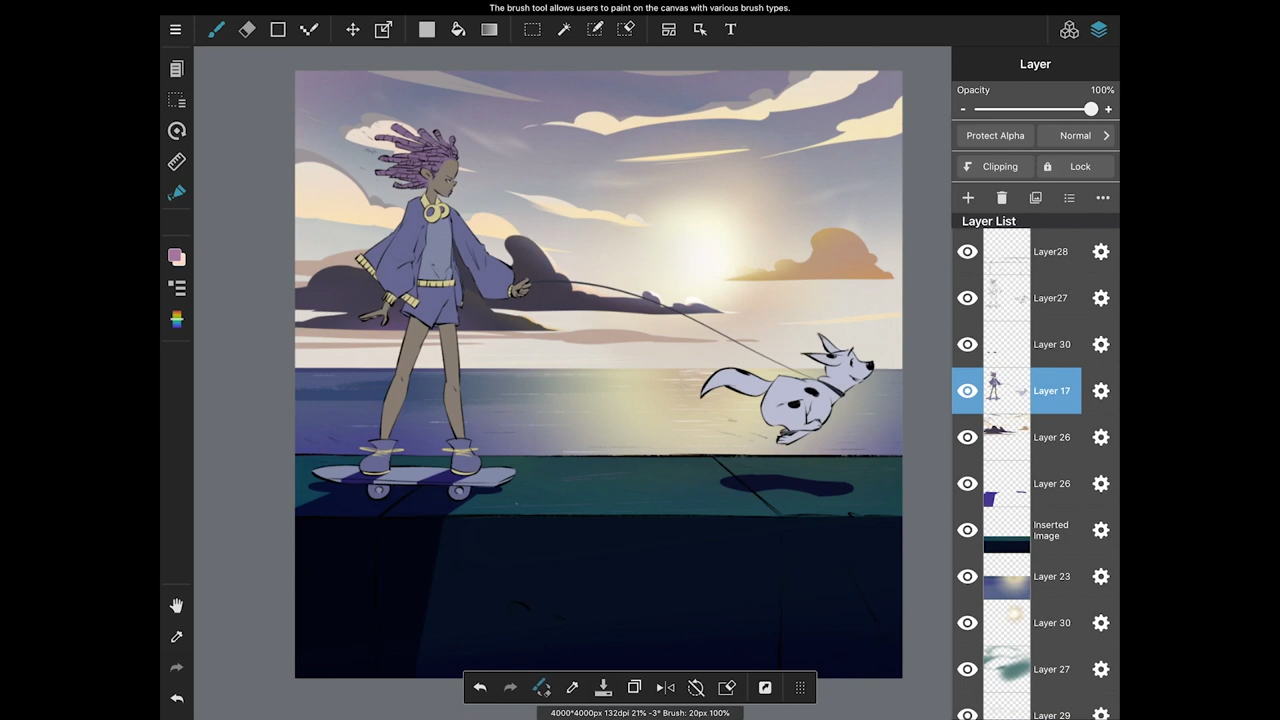 The brush tool allows users to paint on the canvas with various brush types.
T
Layer
Opacity 100%
- +
Protect Alpha Normal
Clipping Lock
Layer List
Layer28
Layer27
Layer 30
Layer 17
Layer 26
Layer 26
Inserted
Image
Layer 23
Layer 30
Layer 27
Layer 29
4000*4000px 132dpi 21% -3° Brush: 20px 100%